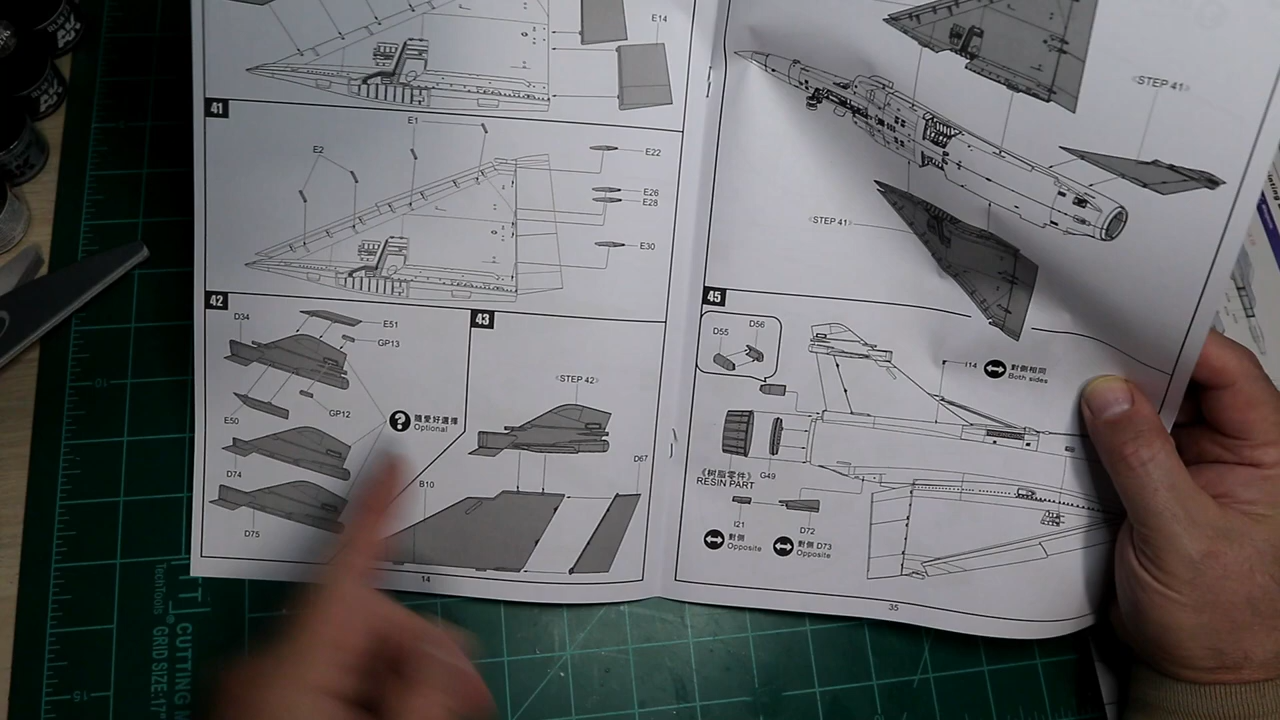 E14
41
E1
E2
E22
E26
E28
E30
42
D34
E51
GP13
GP12
E50
D74
D75
隨愛好選擇
Optional
43
STEP 42
B10
D67
14
STEP 41
STEP 41
45
D55
D56
I14
對側相同
Both sides
《树脂零件》
RESIN PART
G49
I21
D72
對側
Opposite
對側 D73
Opposite
35
TechTools
CUTTING
GRID SIZE:17"
10
15